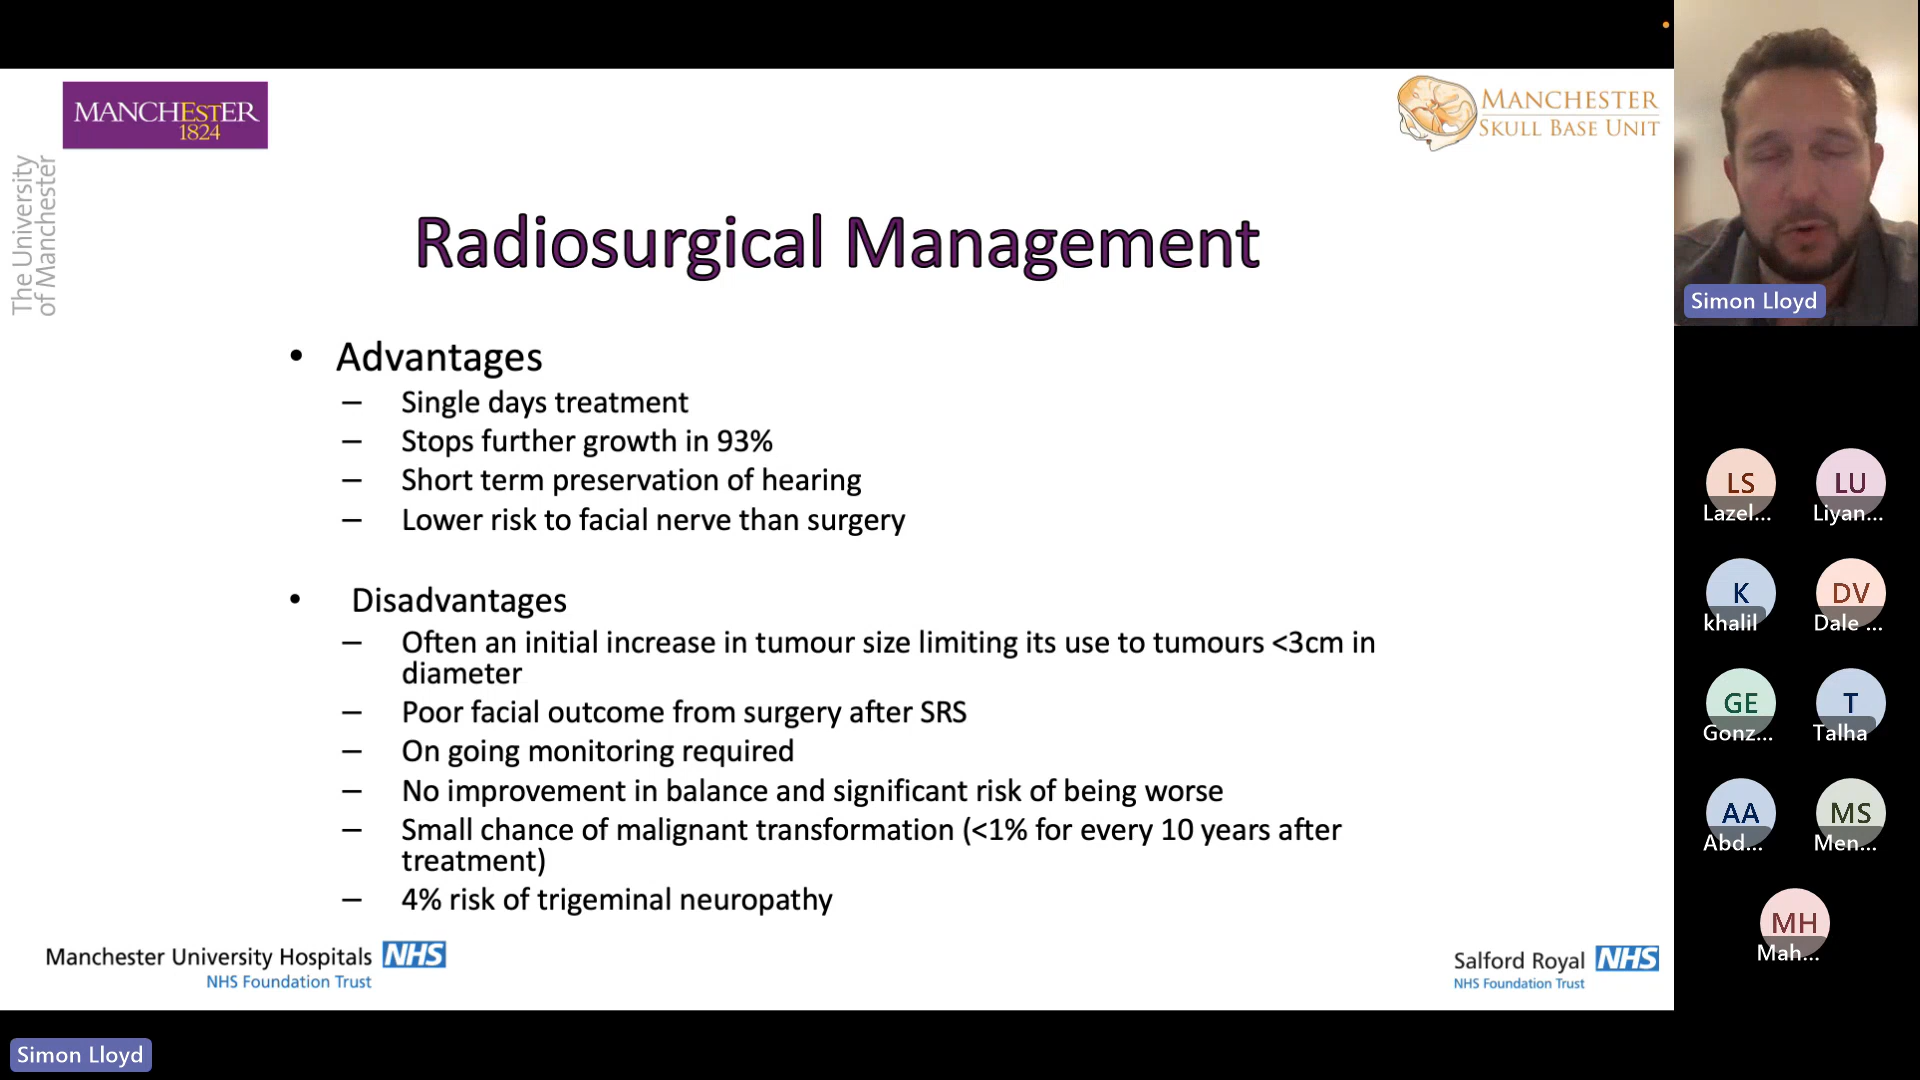 MANCHESTER
1824
The University
of Manchester
MANCHESTER
SKULL BASE UNIT
Radiosurgical Management
• Advantages
– Single days treatment
– Stops further growth in 93%
– Short term preservation of hearing
– Lower risk to facial nerve than surgery
• Disadvantages
– Often an initial increase in tumour size limiting its use to tumours <3cm in
diameter
– Poor facial outcome from surgery after SRS
– On going monitoring required
– No improvement in balance and significant risk of being worse
– Small chance of malignant transformation (<1% for every 10 years after
treatment)
– 4% risk of trigeminal neuropathy
Manchester University Hospitals NHS
NHS Foundation Trust
Salford Royal NHS
NHS Foundation Trust
Simon Lloyd
Simon Lloyd
LS
Lazel...
LU
Liyan...
K
khalil
DV
Dale ...
GE
Gonz...
T
Talha
AA
Abd...
MS
Men...
MH
Mah...